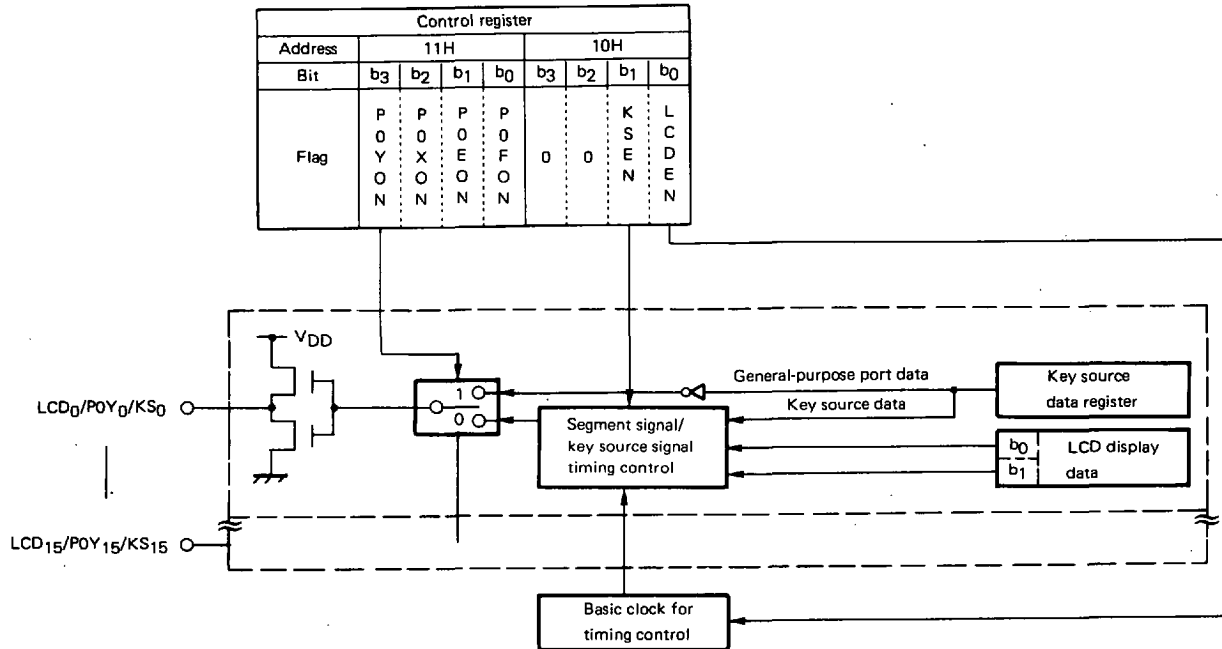 Control register
Address 11H 10H
Bit b3 b2 b1 b0 b3 b2 b1 b0
Flag P0YON P0XON P0EON P0FON 0 0 KSEN LCDEN
VDD
LCD0/P0Y0/KS0
1
0
General-purpose port data
Key source data
Key source
data register
Segment signal/
key source signal
timing control
b0 LCD display
b1 data
LCD15/P0Y15/KS15
Basic clock for
timing control